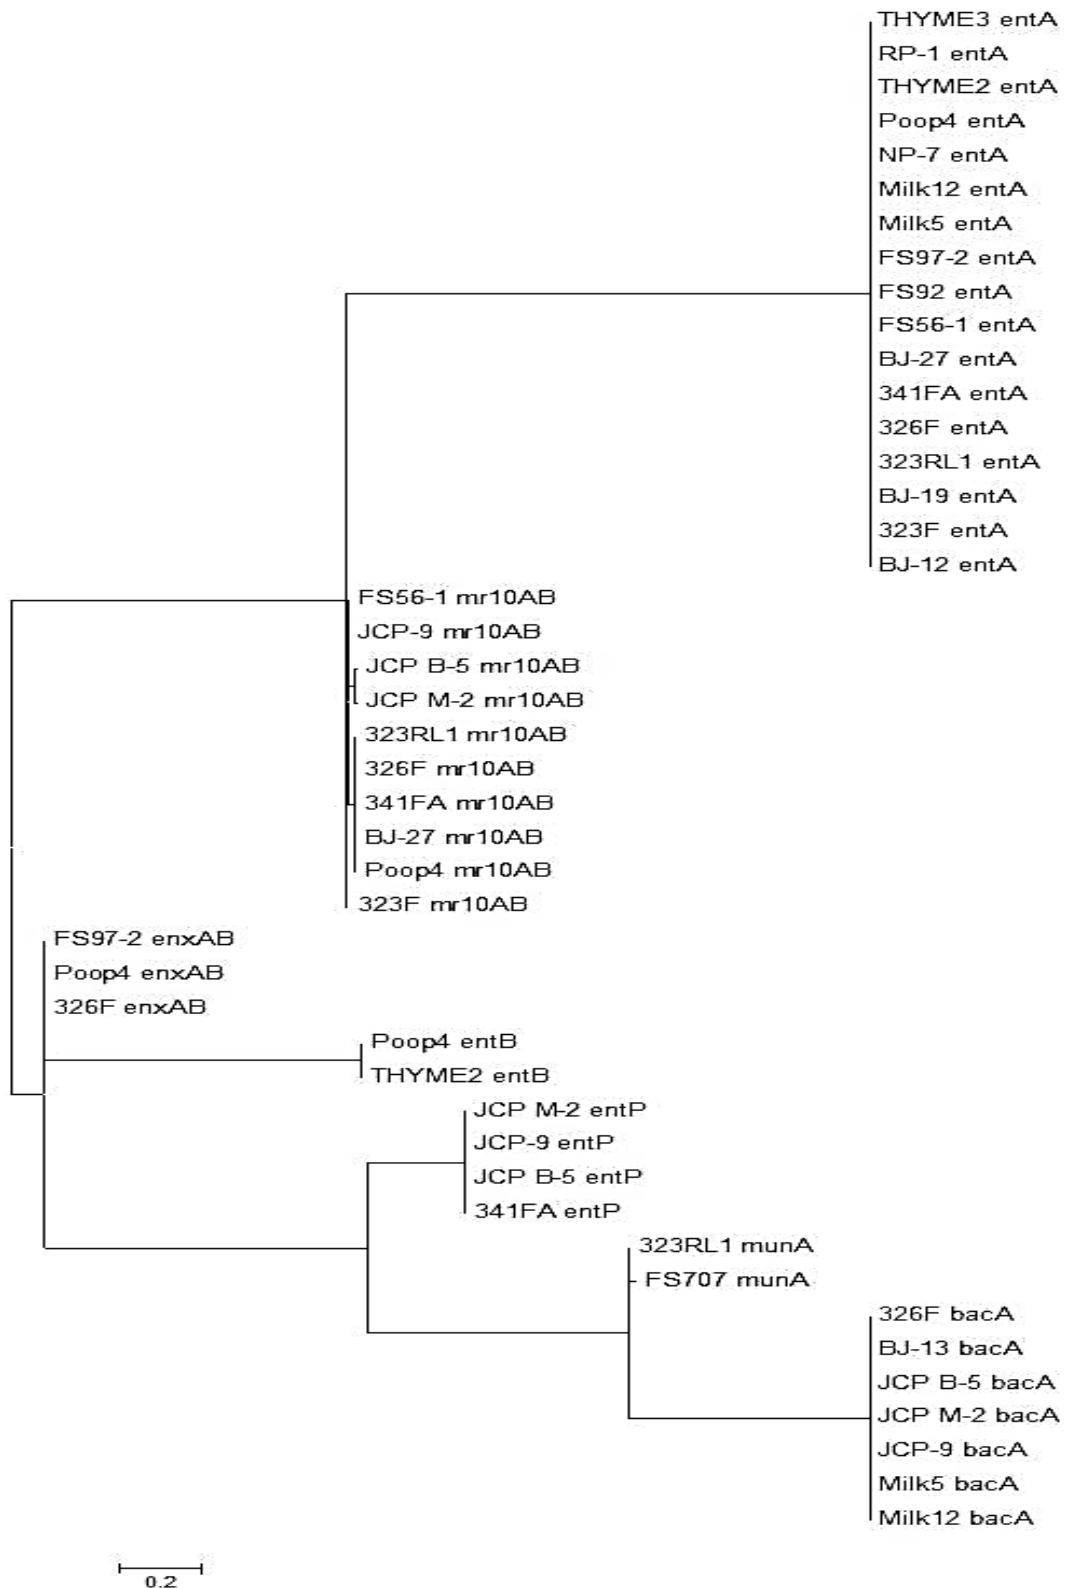 THYME3 entA
RP-1 entA
THYME2 entA
Poop4 entA
NP-7 entA
Milk12 entA
Milk5 entA
FS97-2 entA
FS92 entA
FS56-1 entA
BJ-27 entA
341FA entA
326F entA
323RL1 entA
BJ-19 entA
323F entA
BJ-12 entA
FS56-1 mr10AB
JCP-9 mr10AB
JCP B-5 mr10AB
JCP M-2 mr10AB
323RL1 mr10AB
326F mr10AB
341FA mr10AB
BJ-27 mr10AB
Poop4 mr10AB
323F mr10AB
FS97-2 enxAB
Poop4 enxAB
326F enxAB
Poop4 entB
THYME2 entB
JCP M-2 entP
JCP-9 entP
JCP B-5 entP
341FA entP
323RL1 munA
FS707 munA
326F bacA
BJ-13 bacA
JCP B-5 bacA
JCP M-2 bacA
JCP-9 bacA
Milk5 bacA
Milk12 bacA
0.2